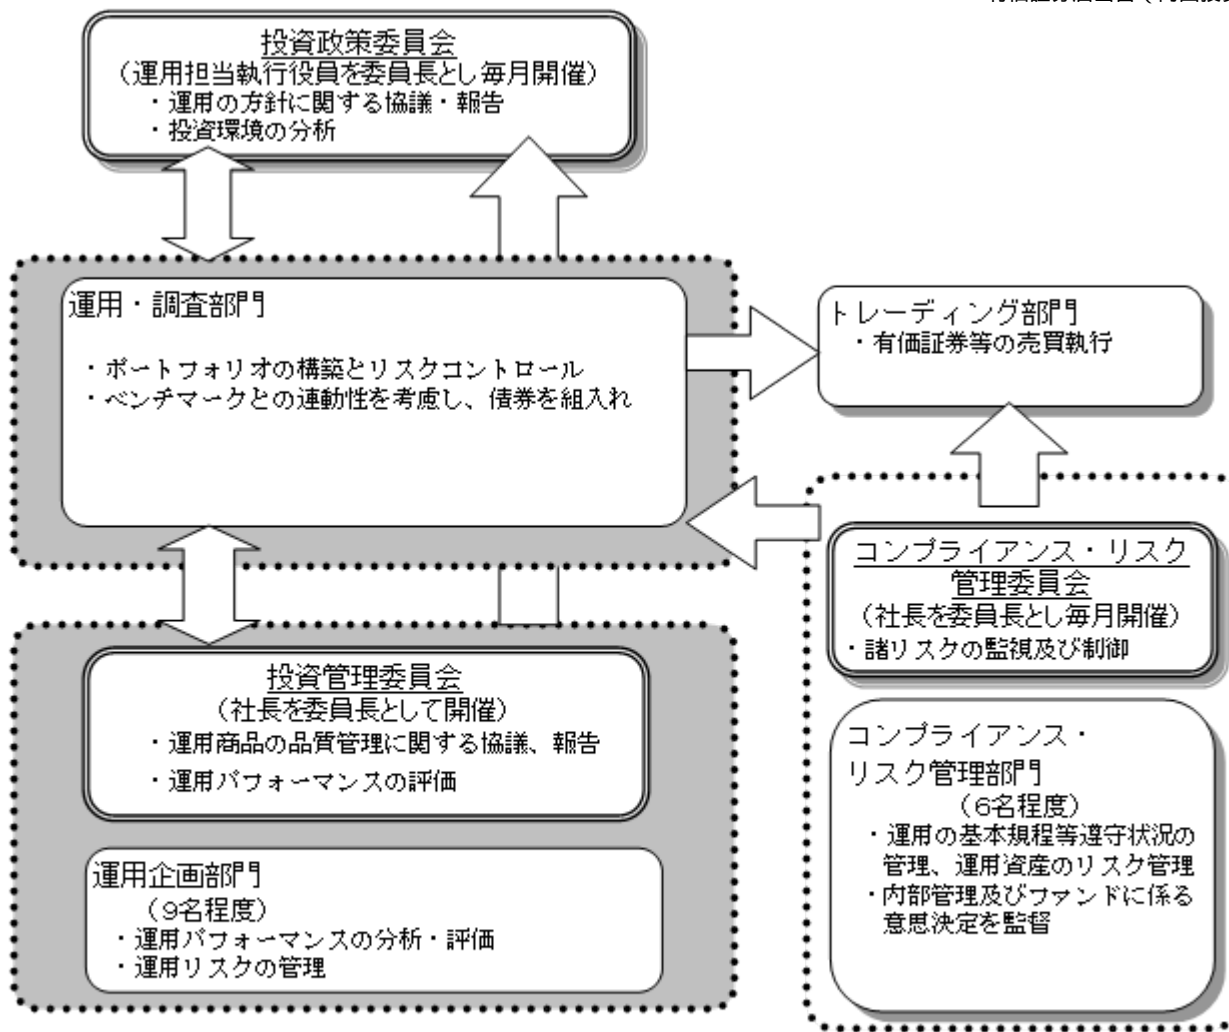 投資政策委員会
（運用担当執行役員を委員長とし毎月開催）
・運用の方針に関する協議・報告
・投資環境の分析
運用・調査部門
・ポートフォリオの構築とリスクコントロール
・ベンチマークとの連動性を考慮し、債券を組入れ
トレーディング部門
・有価証券等の売買執行
コンプライアンス・リスク
管理委員会
（社長を委員長とし毎月開催）
・諸リスクの監視及び制御
投資管理委員会
（社長を委員長として開催）
・運用商品の品質管理に関する協議、報告
・運用パフォーマンスの評価
コンプライアンス・
リスク管理部門
（6名程度）
・運用の基本規程等遵守状況の
管理、運用資産のリスク管理
・内部管理及びファンドに係る
意思決定を監督
運用企画部門
（9名程度）
・運用パフォーマンスの分析・評価
・運用リスクの管理